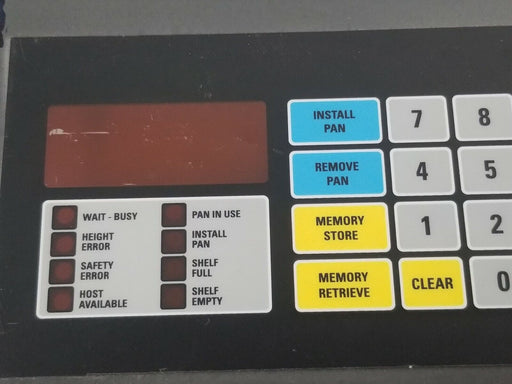 INSTALL
PAN
7
8
REMOVE
PAN
4
5
MEMORY
STORE
1
2
MEMORY
RETRIEVE
CLEAR
0
WAIT - BUSY
HEIGHT
ERROR
SAFETY
ERROR
HOST
AVAILABLE
PAN IN USE
INSTALL
PAN
SHELF
FULL
SHELF
EMPTY